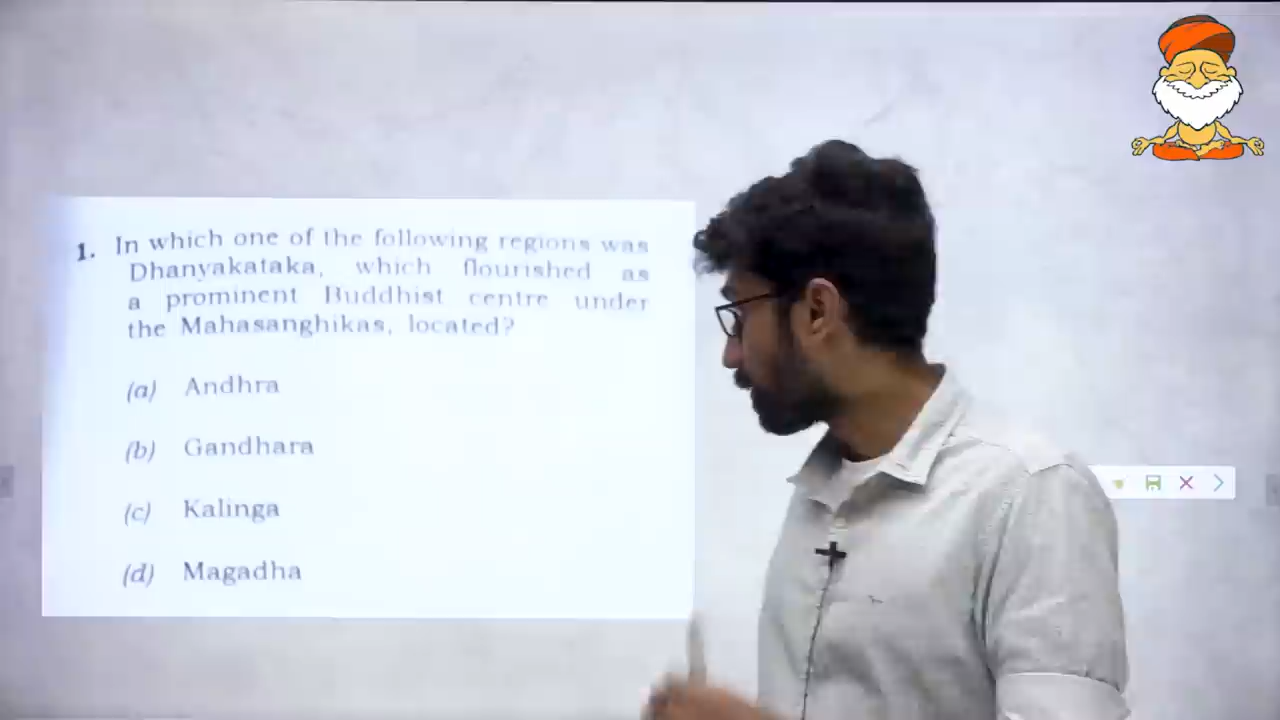 1. In which one of the following regions was
Dhanyakataka, which flourished as
a prominent Buddhist centre under
the Mahasanghikas, located?
(a) Andhra
(b) Gandhara
(c) Kalinga
(d) Magadha